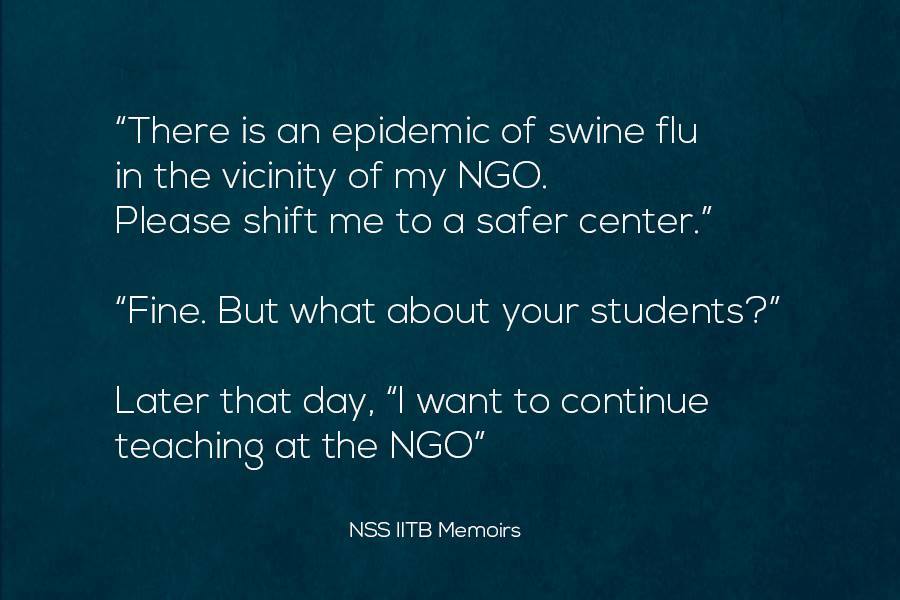 “There is an epidemic of swine flu
in the vicinity of my NGO.
Please shift me to a safer center.”
“Fine. But what about your students?”
Later that day, “I want to continue
teaching at the NGO”
NSS IITB Memoirs